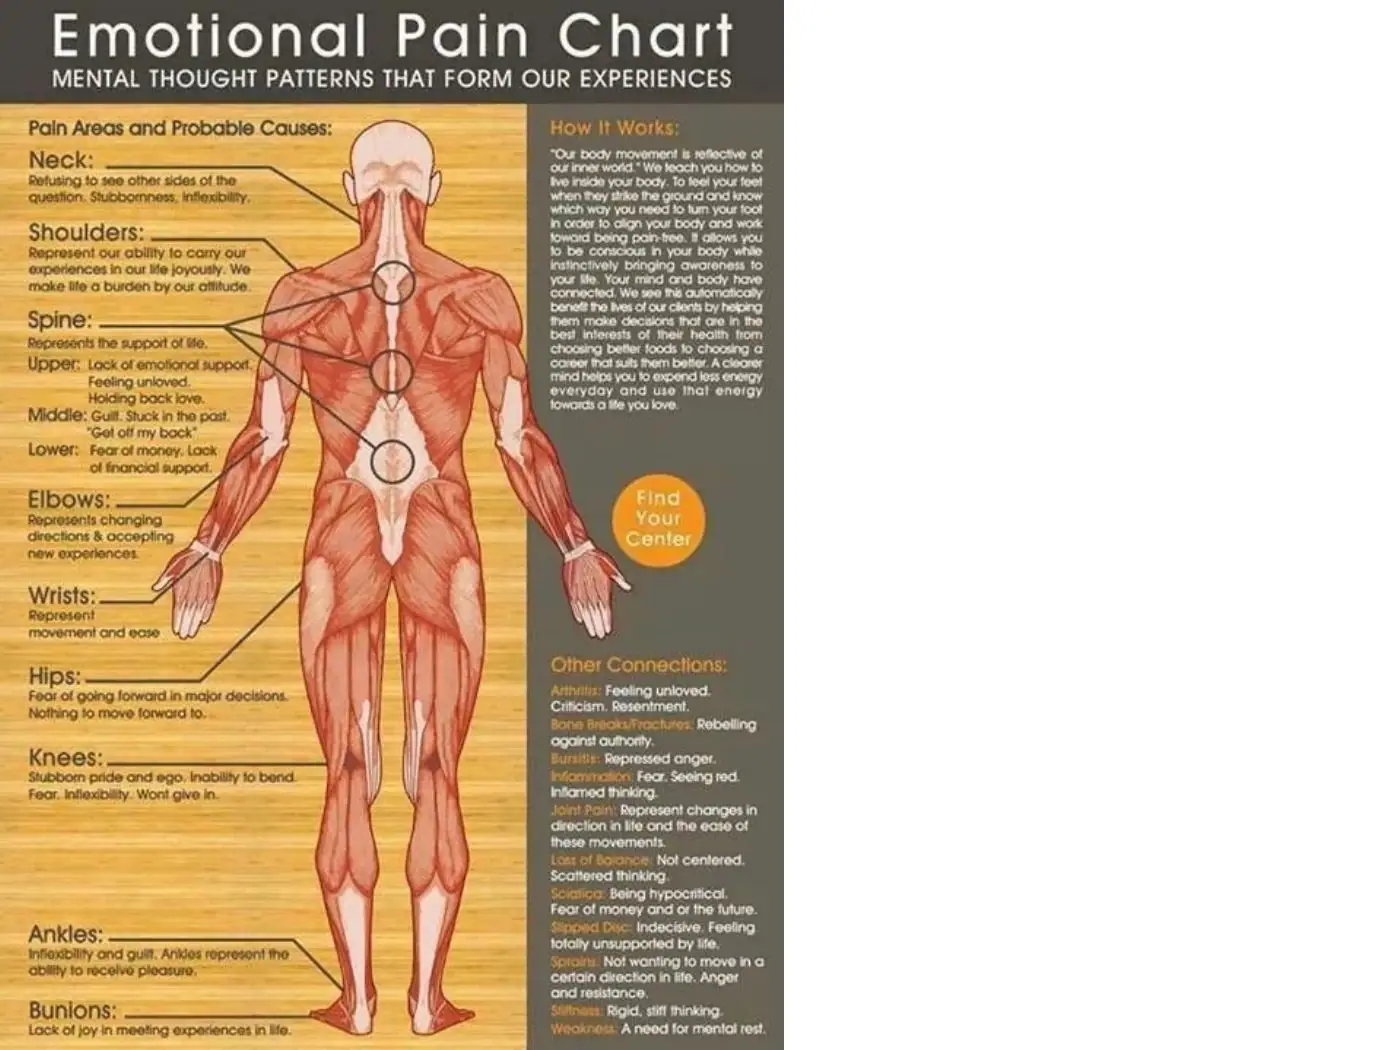 Emotional Pain Chart
MENTAL THOUGHT PATTERNS THAT FORM OUR EXPERIENCES
Pain Areas and Probable Causes:
Neck:
Refusing to see other sides of the
question. Stubbornness, inflexibility.
Shoulders:
Represent our ability to carry our
experiences in our life joyously. We
make life a burden by our attitude.
Spine:
Represents the support of life.
Upper: Lack of emotional support.
Feeling unloved.
Holding back love.
Middle: Guilt. Stuck in the past.
"Get off my back"
Lower: Fear of money. Lack
of financial support.
Elbows:
Represents changing
directions & accepting
new experiences.
Wrists:
Represent
movement and ease
Hips:
Fear of going forward in major decisions.
Nothing to move forward to.
Knees:
Stubborn pride and ego. Inability to bend.
Fear. Inflexibility. Wont give in.
Ankles:
Inflexibility and guilt. Ankles represent the
ability to receive pleasure.
Bunions:
Lack of joy in meeting experiences in life.
How It Works:
"Our body movement is reflective of
our inner world." We teach you how to
live inside your body. To feel your feet
when they strike the ground and know
which way you need to turn your foot
in order to align your body and work
toward being pain-free. It allows you
to be conscious in your body while
instinctively bringing awareness to
your life. Your mind and body have
connected. We see this automatically
benefit the lives of our clients by helping
them make decisions that are in the
best interests of their health from
choosing better foods to choosing a
career that suits them better. A clearer
mind helps you to expend less energy
everyday and use that energy
towards a life you love.
Find
Your
Center
Other Connections:
Arthritis: Feeling unloved.
Criticism. Resentment.
Bone Breaks/Fractures: Rebelling
against authority.
Bursitis: Repressed anger.
Inflammation: Fear. Seeing red.
Inflamed thinking.
Joint Pain: Represent changes in
direction in life and the ease of
these movements.
Loss of Balance: Not centered.
Scattered thinking.
Sciatica: Being hypocritical.
Fear of money and or the future.
Slipped Disc: Indecisive. Feeling
totally unsupported by life.
Sprains: Not wanting to move in a
certain direction in life. Anger
and resistance.
Stiffness: Rigid, stiff thinking.
Weakness: A need for mental rest.